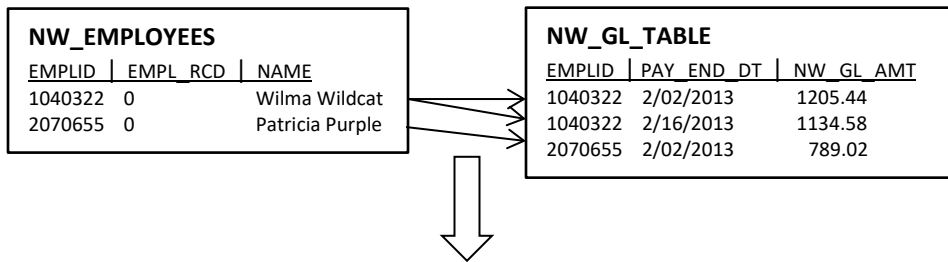 NW_EMPLOYEES
EMPLID | EMPL_RCD | NAME
1040322 0 Wilma Wildcat
2070655 0 Patricia Purple
NW_GL_TABLE
EMPLID | PAY_END_DT | NW_GL_AMT
1040322 2/02/2013 1205.44
1040322 2/16/2013 1134.58
2070655 2/02/2013 789.02